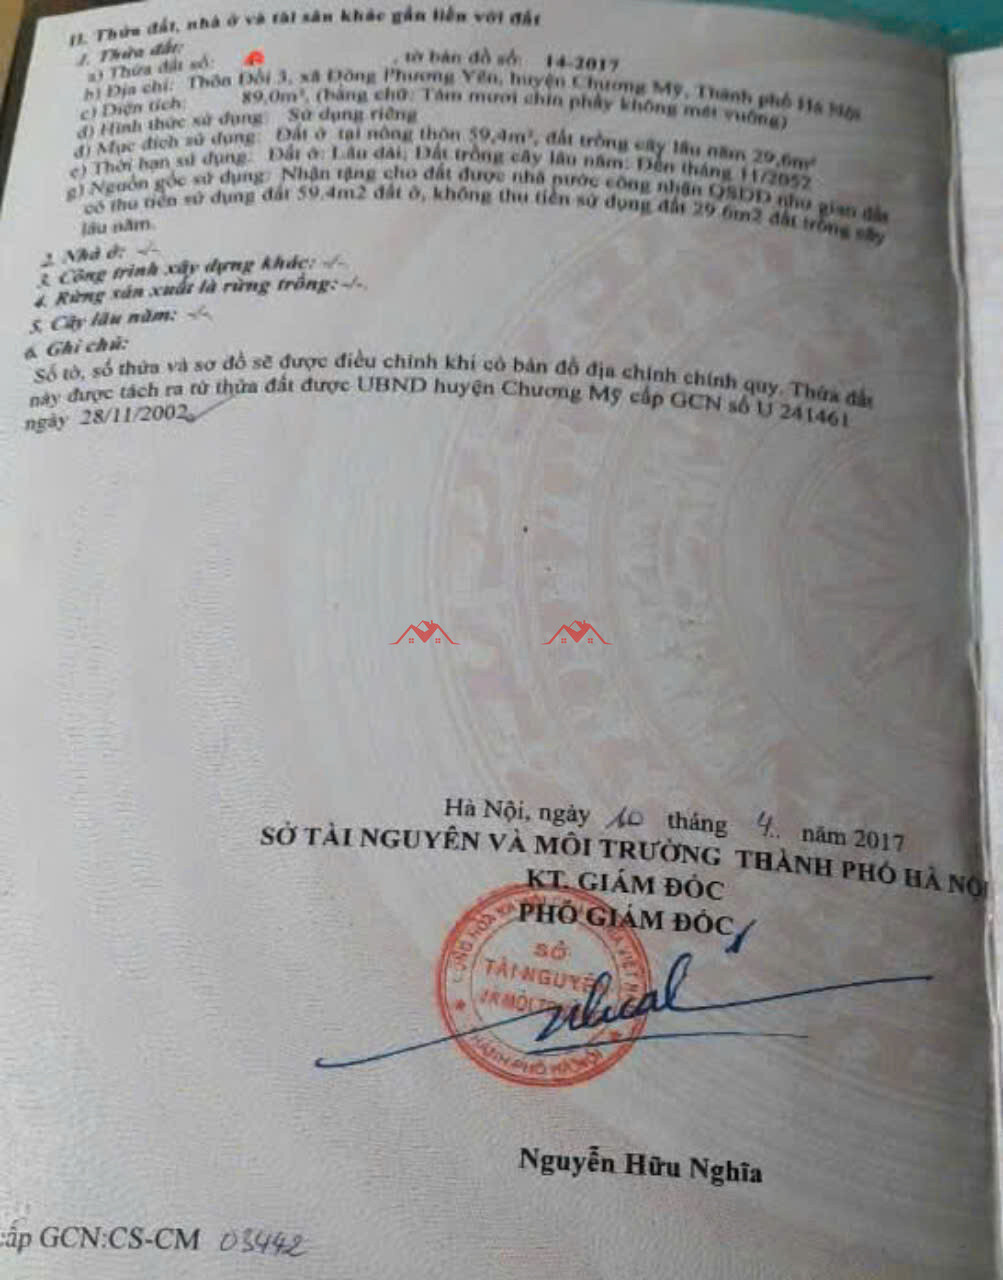 II. Thửa đất, nhà ở và tài sản khác gắn liền với đất
1. Thửa đất:
a) Thửa đất số: , tờ bản đồ số: 14-2017
b) Địa chỉ: Thôn Đồi 3, xã Đông Phương Yên, huyện Chương Mỹ, Thành phố Hà Nội
c) Diện tích: 89,0m², (bằng chữ: Tám mươi chín phẩy không mét vuông)
d) Hình thức sử dụng: Sử dụng riêng
đ) Mục đích sử dụng: Đất ở tại nông thôn 59,4m², đất trồng cây lâu năm 29,6m²
e) Thời hạn sử dụng: Đất ở: Lâu dài; Đất trồng cây lâu năm: Đến tháng 11/2052
g) Nguồn gốc sử dụng: Nhận tặng cho đất được nhà nước công nhận QSDĐ như giao đất
có thu tiền sử dụng đất 59.4m2 đất ở, không thu tiền sử dụng đất 29.6m2 đất trồng cây
lâu năm.
2. Nhà ở: -/-
3. Công trình xây dựng khác: -/-.
4. Rừng sản xuất là rừng trồng: -/-.
5. Cây lâu năm: -/-.
6. Ghi chú:
Số tờ, số thửa và sơ đồ sẽ được điều chỉnh khi có bản đồ địa chính chính quy. Thửa đất
này được tách ra từ thửa đất được UBND huyện Chương Mỹ cấp GCN số U 241461
ngày 28/11/2002
Hà Nội, ngày 10 tháng 4.. năm 2017
SỞ TÀI NGUYÊN VÀ MÔI TRƯỜNG THÀNH PHỐ HÀ NỘI
KT. GIÁM ĐỐC
PHÓ GIÁM ĐỐC
SỞ
TÀI NGUYÊN
THÀNH PHỐ HÀ NỘI
Nguyễn Hữu Nghĩa
cấp GCN:CS-CM 03442